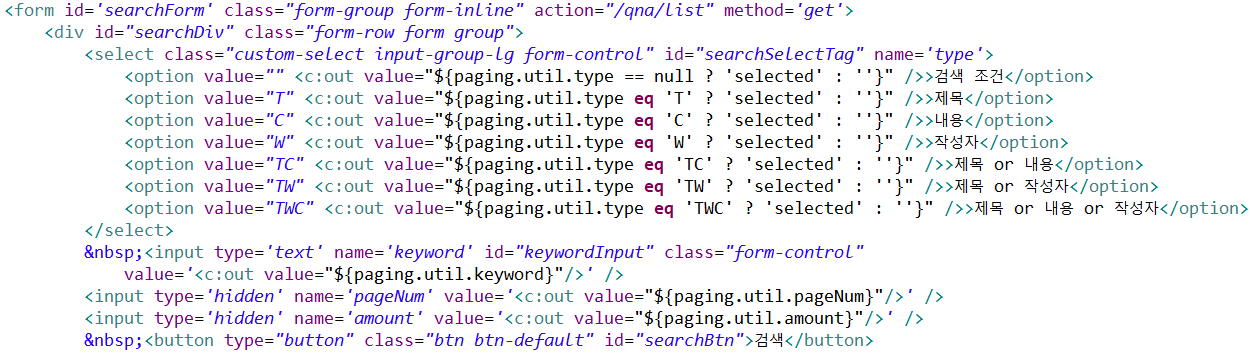 <form id='searchForm' class="form-group form-inline" action="/qna/list" method='get'>
<div id="searchDiv" class="form-row form group">
<select class="custom-select input-group-lg form-control" id="searchSelectTag" name='type'>
<option value="" <c:out value="${paging.util.type == null ? 'selected' : ''}" />>검색 조건</option>
<option value="T" <c:out value="${paging.util.type eq 'T' ? 'selected' : ''}" />>제목</option>
<option value="C" <c:out value="${paging.util.type eq 'C' ? 'selected' : ''}" />>내용</option>
<option value="W" <c:out value="${paging.util.type eq 'W' ? 'selected' : ''}" />>작성자</option>
<option value="TC" <c:out value="${paging.util.type eq 'TC' ? 'selected' : ''}" />>제목 or 내용</option>
<option value="TW" <c:out value="${paging.util.type eq 'TW' ? 'selected' : ''}" />>제목 or 작성자</option>
<option value="TWC" <c:out value="${paging.util.type eq 'TWC' ? 'selected' : ''}" />>제목 or 내용 or 작성자</option>
</select>
&nbsp;<input type='text' name='keyword' id="keywordInput" class="form-control"
value='<c:out value="${paging.util.keyword}"/>' />
<input type='hidden' name='pageNum' value='<c:out value="${paging.util.pageNum}"/>' />
<input type='hidden' name='amount' value='<c:out value="${paging.util.amount}"/>' />
&nbsp;<button type="button" class="btn btn-default" id="searchBtn">검색</button>